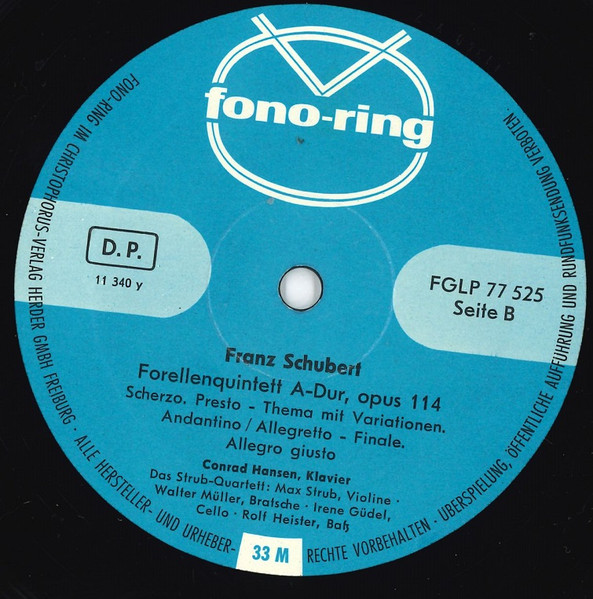 fono-ring
D. P.
11 340 y
FGLP 77 525
Seite B
Franz Schubert
Forellenquintett A-Dur, opus 114
Scherzo. Presto - Thema mit Variationen.
Andantino / Allegretto - Finale.
Allegro giusto
Conrad Hansen, Klavier
Das Strub-Quartett: Max Strub, Violine ·
Walter Müller, Bratsche · Irene Güdel,
Cello · Rolf Heister, Baß
33 M
FONO-RING IM CHRISTOPHORUS-VERLAG HERDER GMBH FREIBURG · ALLE HERSTELLER- UND URHEBER-
RECHTE VORBEHALTEN · ÜBERSPIELUNG, ÖFFENTLICHE AUFFÜHRUNG UND RUNDFUNKSENDUNG VERBOTEN.